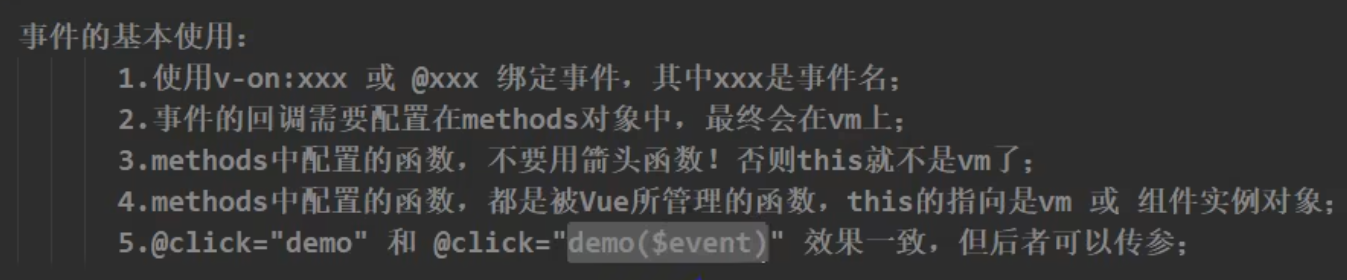 事件的基本使用:
1.使用v-on:xxx 或 @xxx 绑定事件，其中xxx是事件名;
2.事件的回调需要配置在methods对象中，最终会在vm上;
3.methods中配置的函数，不要用箭头函数！否则this就不是vm了;
4.methods中配置的函数，都是被Vue所管理的函数，this的指向是vm 或 组件实例对象;
5.@click="demo" 和 @click="demo($event)" 效果一致，但后者可以传参;